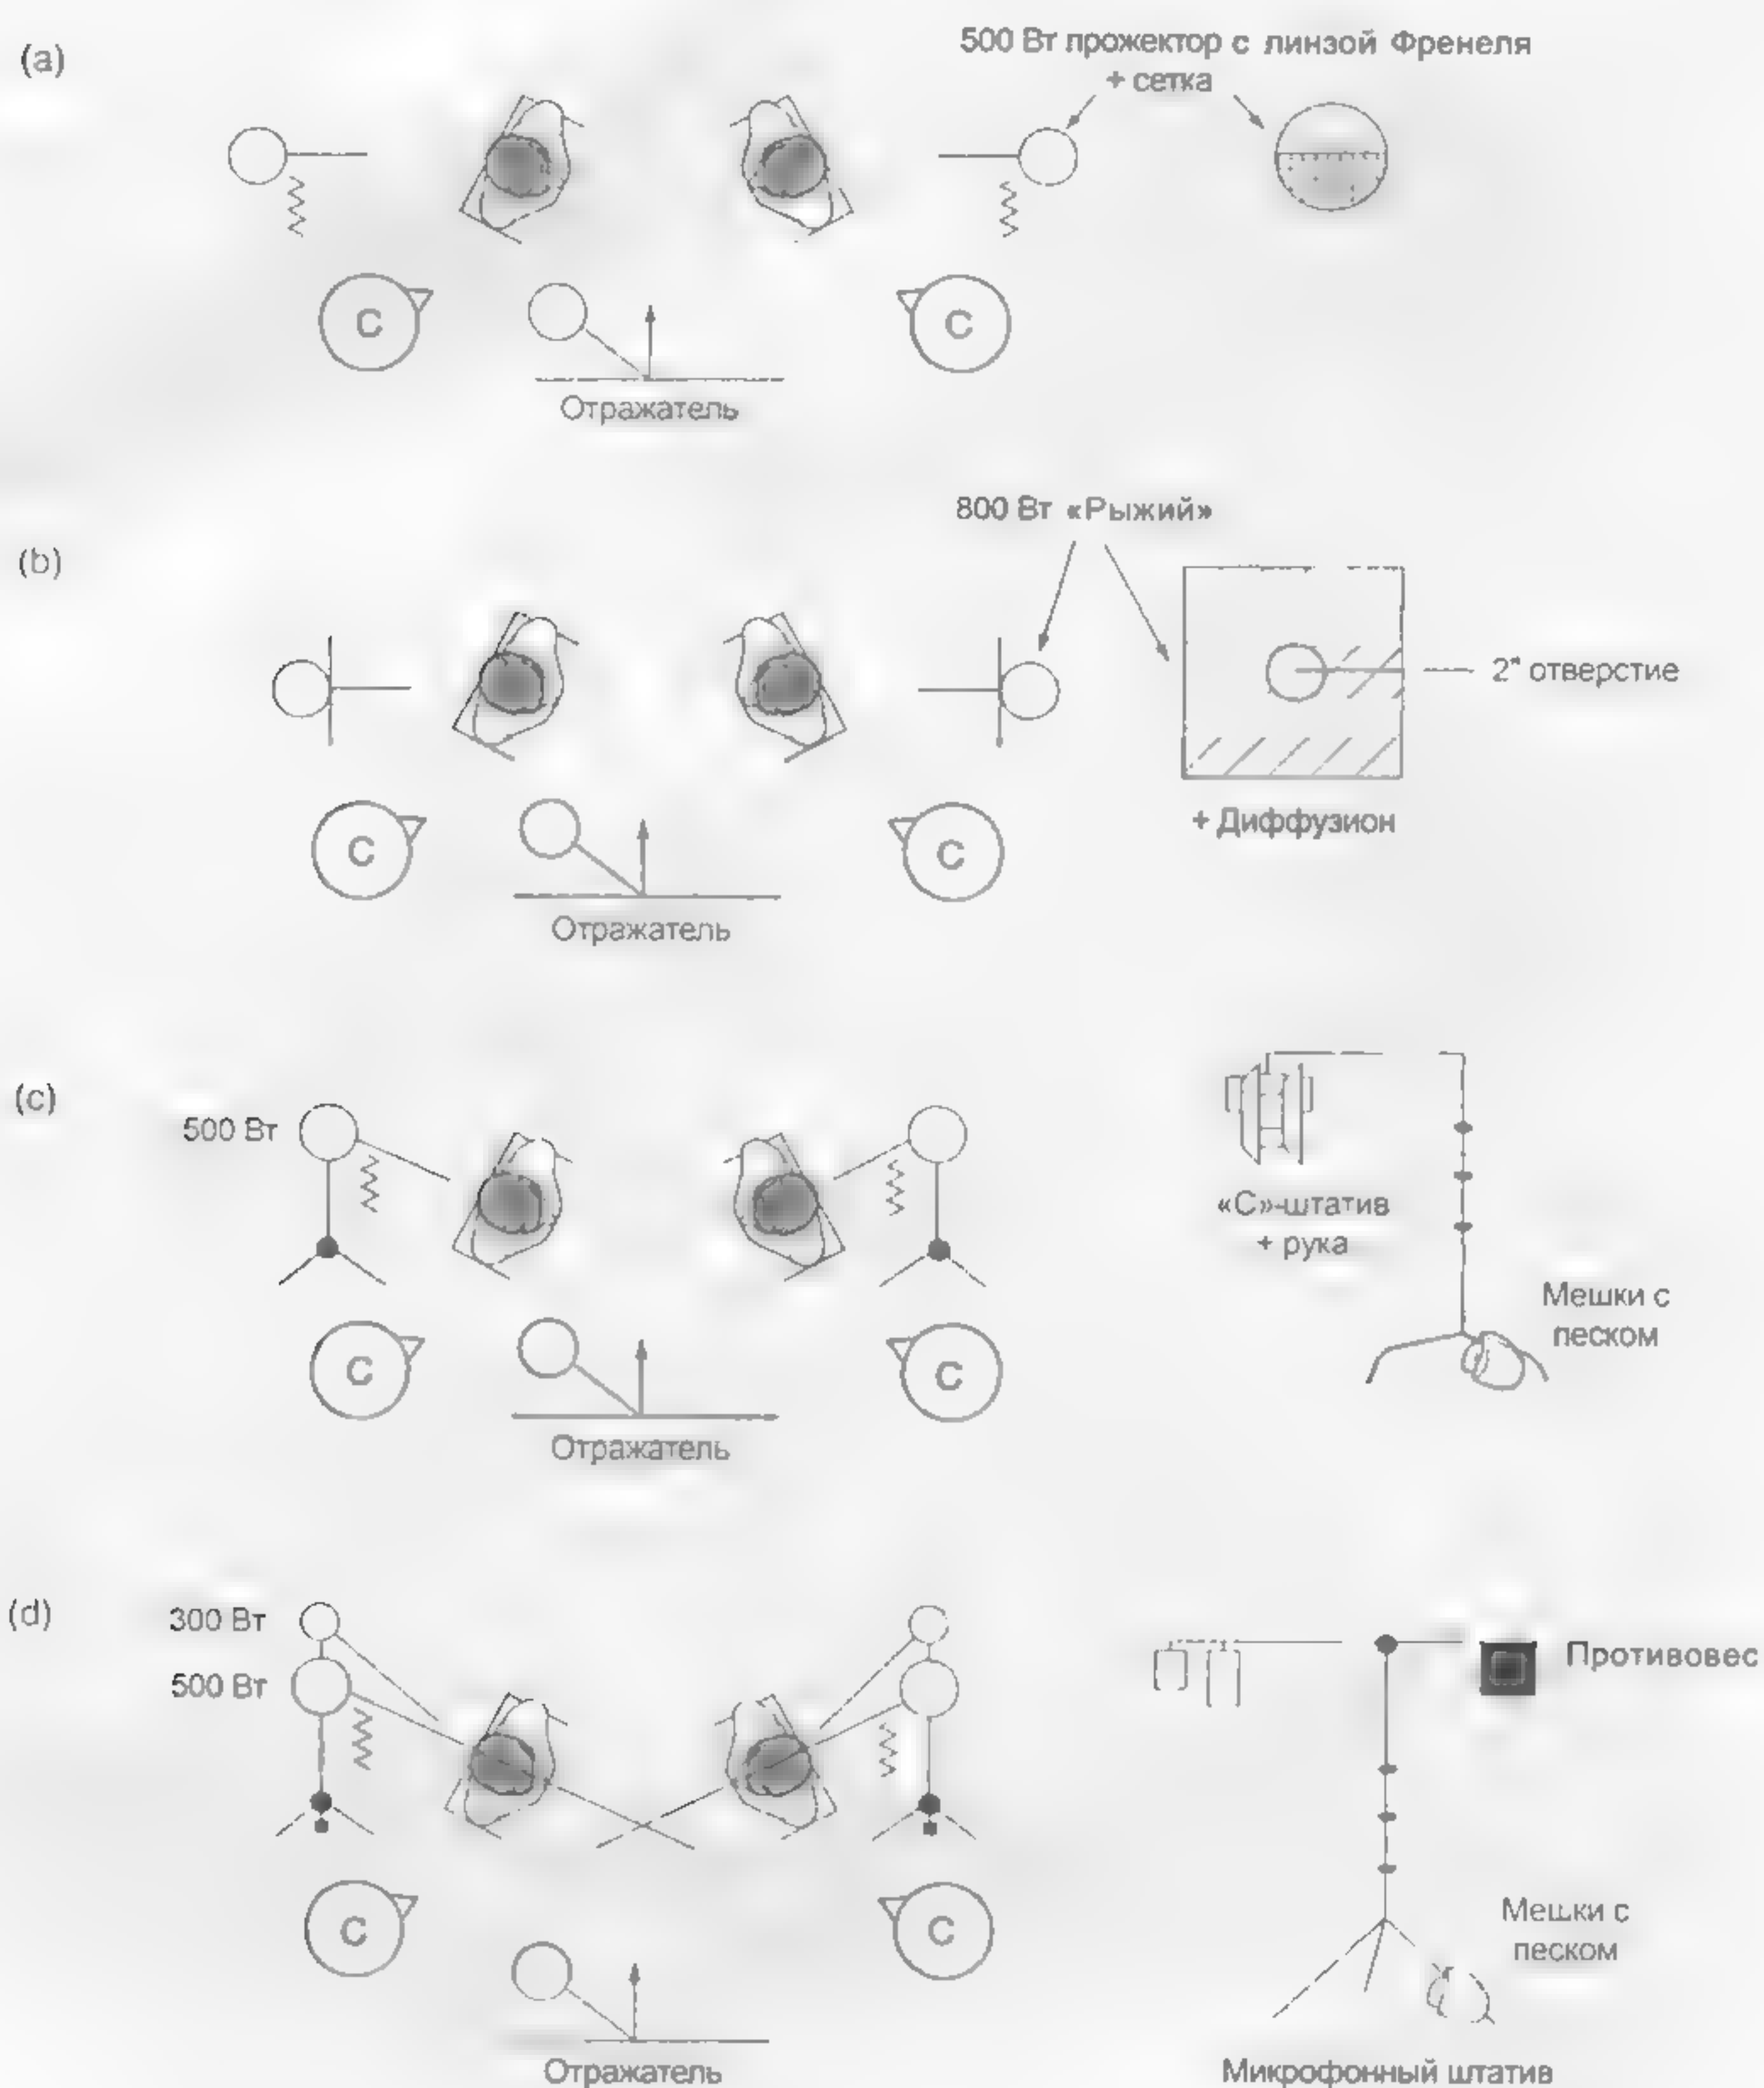 (a)
500 Вт прожектор с линзой Френеля
+ сетка
C
C
Отражатель
(b)
800 Вт «Рыжий»
2" отверстие
+ Диффузион
C
C
Отражатель
(c)
500 Вт
«С»-штатив
+ рука
Мешки с
песком
C
C
Отражатель
(d)
300 Вт
500 Вт
Противовес
Мешки с
песком
C
C
Отражатель
Микрофонный штатив